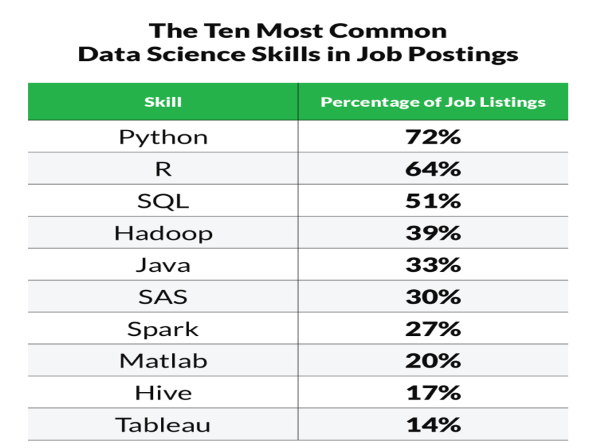 The Ten Most Common
Data Science Skills in Job Postings
Skill Percentage of Job Listings
Python 72%
R 64%
SQL 51%
Hadoop 39%
Java 33%
SAS 30%
Spark 27%
Matlab 20%
Hive 17%
Tableau 14%